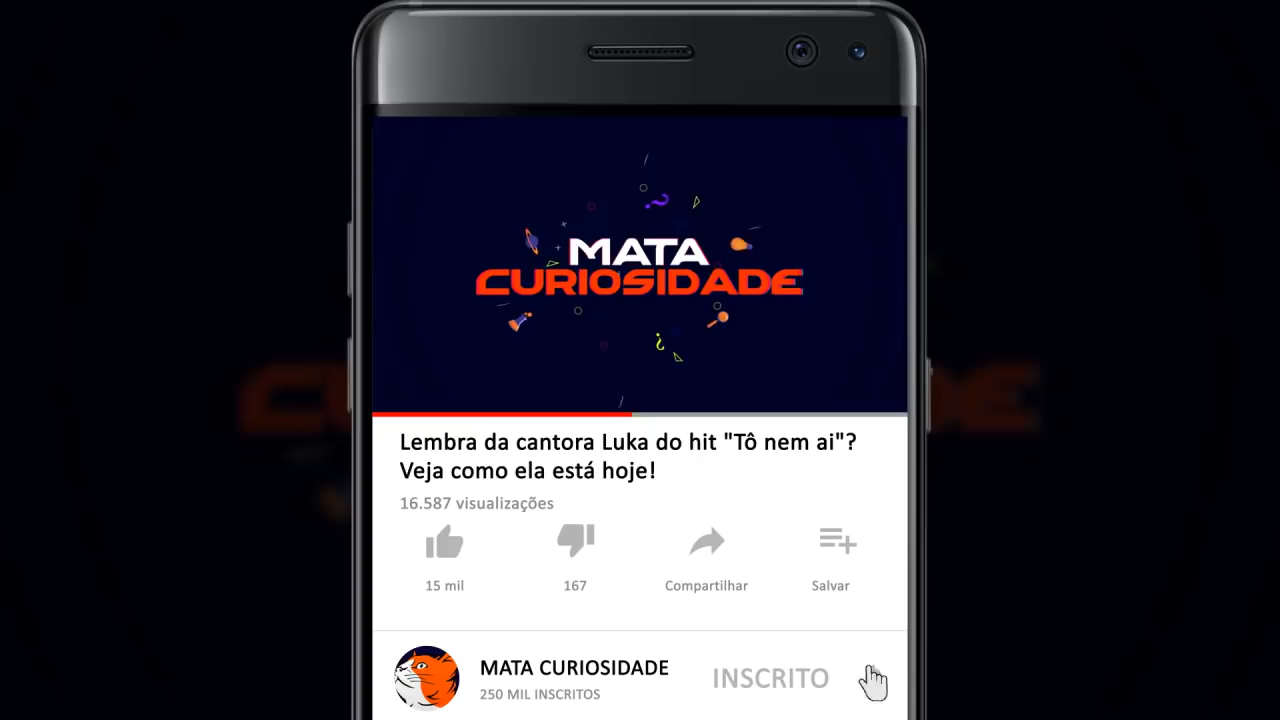 MATA
CURIOSIDADE
Lembra da cantora Luka do hit "Tô nem ai"?
Veja como ela está hoje!
16.587 visualizações
15 mil
167
Compartilhar
Salvar
MATA CURIOSIDADE
INSCRITO
250 MIL INSCRITOS